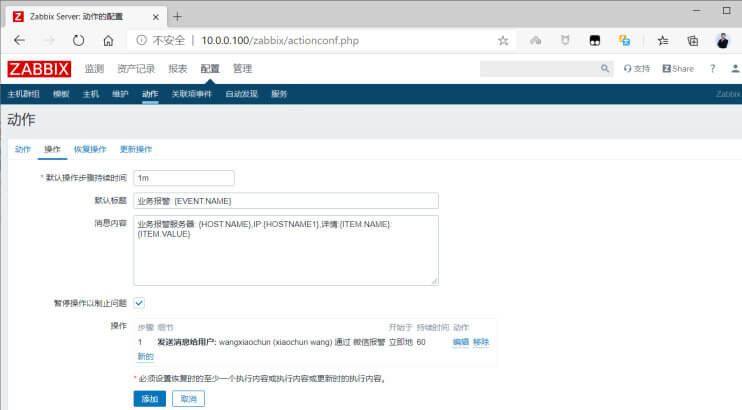 Zabbix Server: 动作的配置
不安全 | 10.0.0.100/zabbix/actionconf.php
ZABBIX 监测 资产记录 报表 配置 管理 支持 Share ?
主机群组 模板 主机 维护 动作 关联项事件 自动发现 服务 Zabbix
动作
动作 操作 恢复操作 更新操作
* 默认操作步骤持续时间 1m
默认标题 业务报警 {EVENT.NAME}
消息内容 业务报警服务器: {HOST.NAME},IP:{HOSTNAME1},详情:{ITEM.NAME}:
{ITEM.VALUE}
暂停操作以制止问题
操作 步骤 细节 开始于 持续时间 动作
1 发送消息给用户: wangxiaochun (xiaochun wang) 通过 微信报警 立即地 60 编辑 移除
新的
* 必须设置恢复时的至少一个执行内容或执行内容或更新时的执行内容。
添加 取消